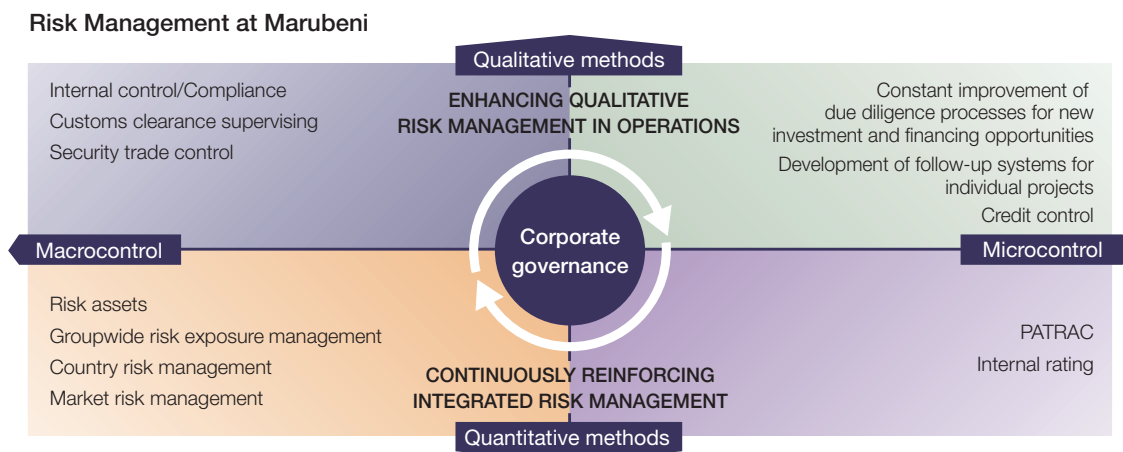 Risk Management at Marubeni
Qualitative methods
Internal control/Compliance
Customs clearance supervising
Security trade control
ENHANCING QUALITATIVE
RISK MANAGEMENT IN OPERATIONS
Constant improvement of
due diligence processes for new
investment and financing opportunities
Development of follow-up systems for
individual projects
Credit control
Macrocontrol
Corporate
governance
Microcontrol
Risk assets
Groupwide risk exposure management
Country risk management
Market risk management
CONTINUOUSLY REINFORCING
INTEGRATED RISK MANAGEMENT
PATRAC
Internal rating
Quantitative methods